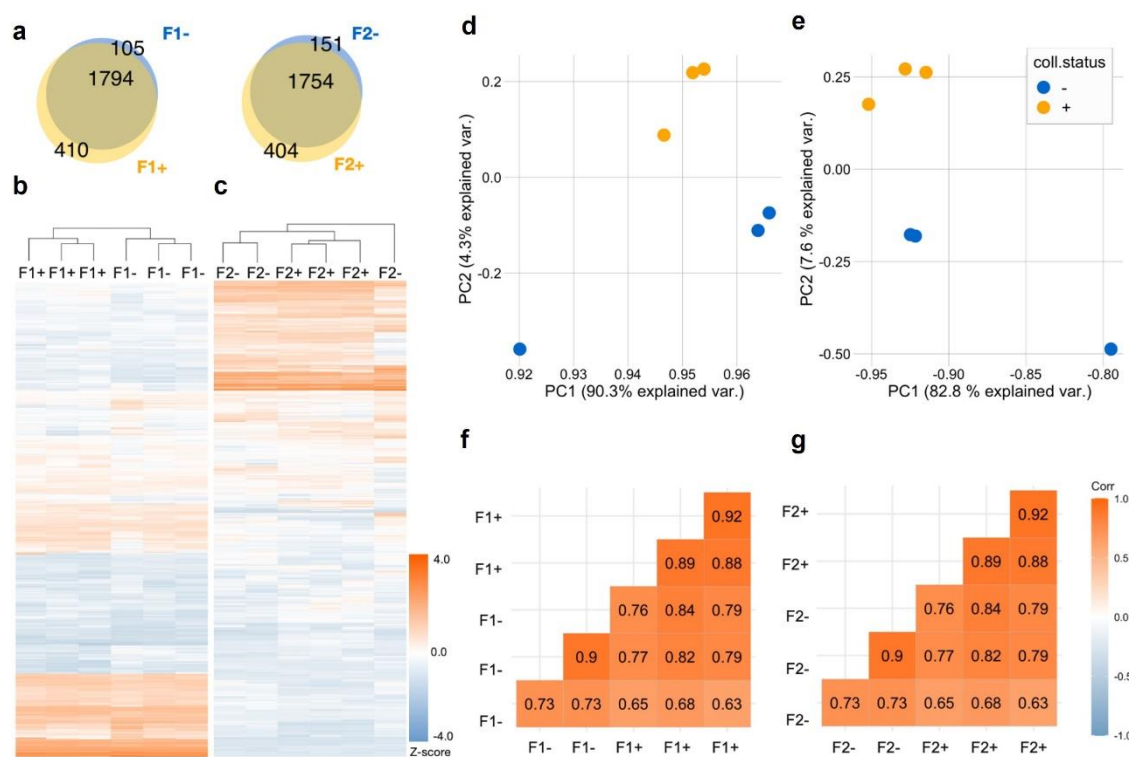 a
F1-
105
1794
410
F1+
F2-
151
1754
404
F2+
b
F1+ F1+ F1+ F1- F1- F1-
c
F2- F2- F2+ F2+ F2+ F2-
4.0
0.0
-4.0
Z-score
d
PC2 (4.3% explained var.)
0.2
0.0
-0.2
0.92 0.93 0.94 0.95 0.96
PC1 (90.3% explained var.)
e
coll.status
-
+
PC2 (7.6 % explained var.)
0.25
0.00
-0.25
-0.50
-0.95 -0.90 -0.85 -0.80
PC1 (82.8 % explained var.)
f
F1+ 0.92
F1+ 0.89 0.88
F1- 0.76 0.84 0.79
F1- 0.9 0.77 0.82 0.79
F1- 0.73 0.73 0.65 0.68 0.63
F1- F1- F1+ F1+ F1+
g
F2+ 0.92
F2+ 0.89 0.88
F2- 0.76 0.84 0.79
F2- 0.9 0.77 0.82 0.79
F2- 0.73 0.73 0.65 0.68 0.63
F2- F2- F2+ F2+ F2+
Corr
1.0
0.5
0.0
-0.5
-1.0